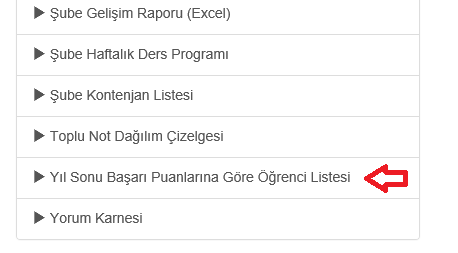 Şube Gelişim Raporu (Excel)
Şube Haftalık Ders Programı
Şube Kontenjan Listesi
Toplu Not Dağılım Çizelgesi
Yıl Sonu Başarı Puanlarına Göre Öğrenci Listesi
Yorum Karnesi